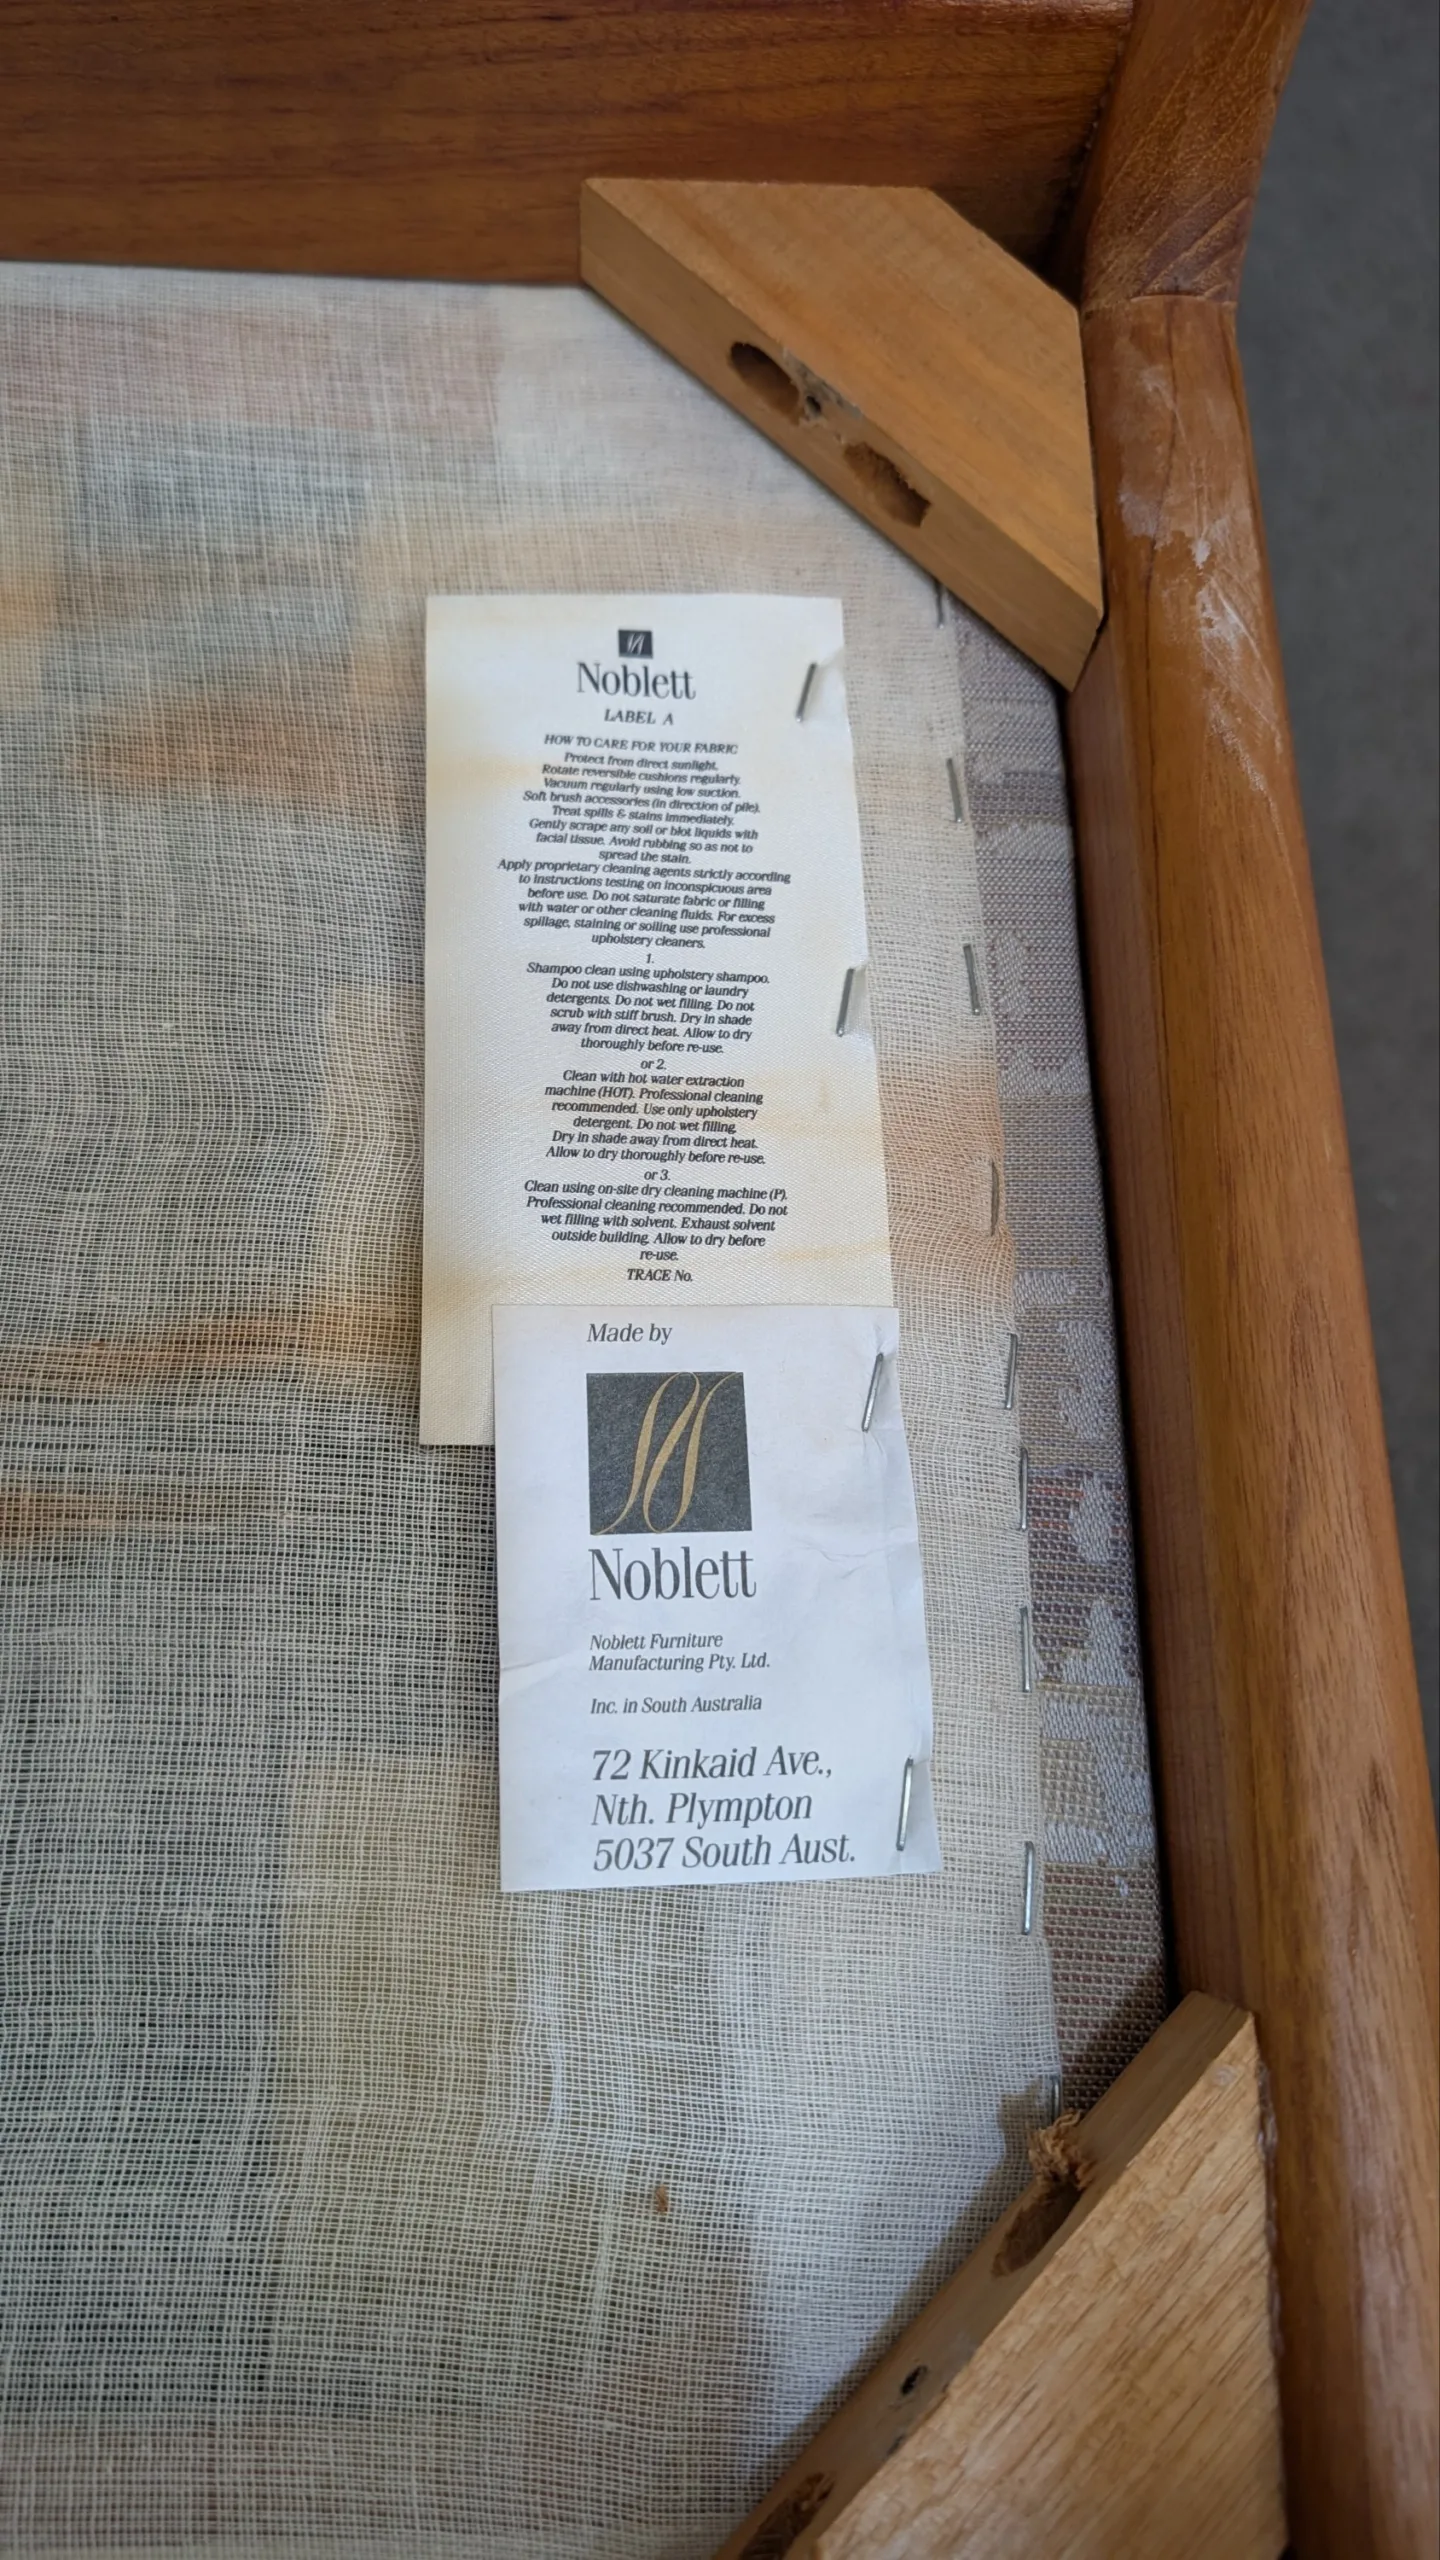 Noblett
LABEL A
HOW TO CARE FOR YOUR FABRIC
Protect from direct sunlight.
Rotate reversible cushions regularly.
Vacuum regularly using low suction.
Soft brush accessories (in direction of pile).
Treat spills & stains immediately.
Gently scrape any soil or blot liquids with
facial tissue. Avoid rubbing so as not to
spread the stain.
Apply proprietary cleaning agents strictly according
to instructions testing on inconspicuous area
before use. Do not saturate fabric or filling
with water or other cleaning fluids. For excess
spillage, staining or soiling use professional
upholstery cleaners.
1.
Shampoo clean using upholstery shampoo.
Do not use dishwashing or laundry
detergents. Do not wet filling. Do not
scrub with stiff brush. Dry in shade
away from direct heat. Allow to dry
thoroughly before re-use.
or 2.
Clean with hot water extraction
machine (HOT). Professional cleaning
recommended. Use only upholstery
detergent. Do not wet filling.
Dry in shade away from direct heat.
Allow to dry thoroughly before re-use.
or 3.
Clean using on-site dry cleaning machine (P).
Professional cleaning recommended. Do not
wet filling with solvent. Exhaust solvent
outside building. Allow to dry before
re-use.
TRACE No.
Made by
N
Noblett
Noblett Furniture
Manufacturing Pty. Ltd.
Inc. in South Australia
72 Kinkaid Ave.,
Nth. Plympton
5037 South Aust.